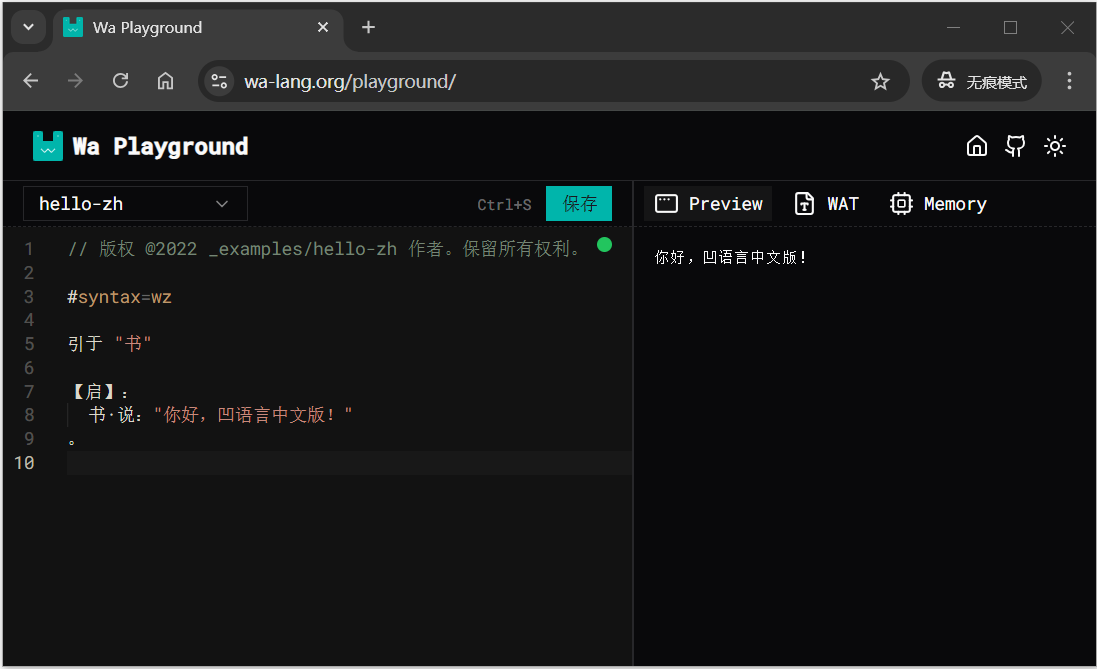 Wa Playground
wa-lang.org/playground/
无痕模式
Wa Playground
hello-zh
Ctrl+S
保存
Preview
WAT
Memory
1 // 版权 @2022 _examples/hello-zh 作者。保留所有权利。
2
3 #syntax=wz
4
5 引于 "书"
6
7 【启】:
8 书·说: "你好，凹语言中文版！"
9 。
10
你好，凹语言中文版！